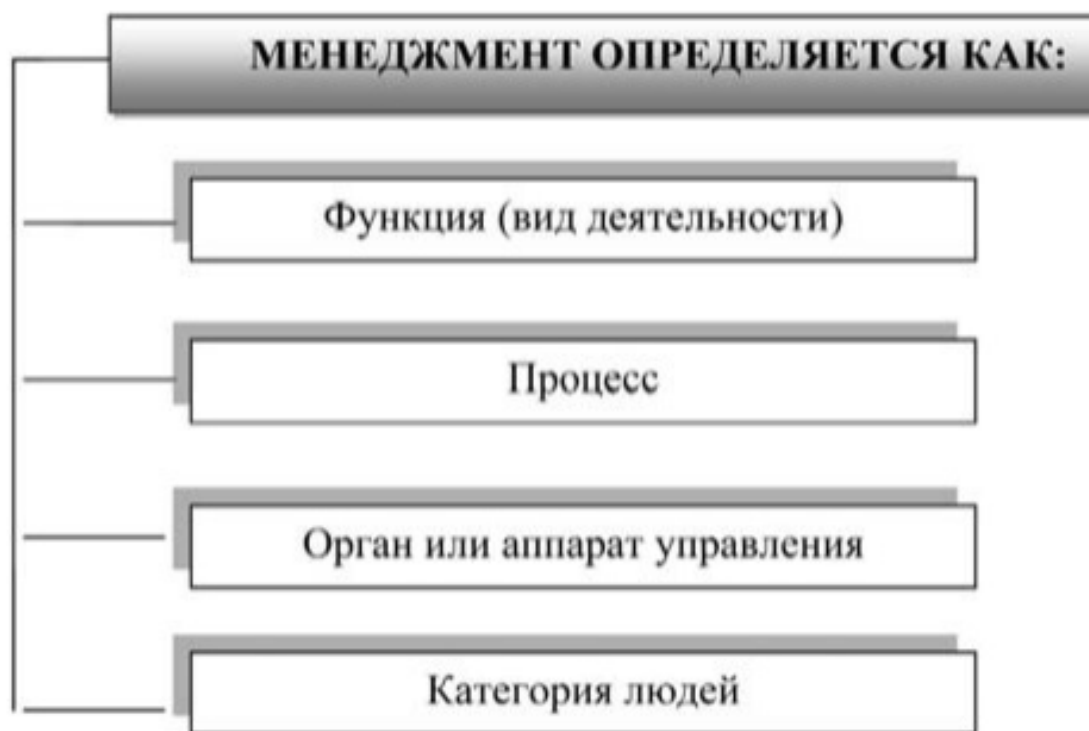 МЕНЕДЖМЕНТ ОПРЕДЕЛЯЕТСЯ КАК:
Функция (вид деятельности)
Процесс
Орган или аппарат управления
Категория людей